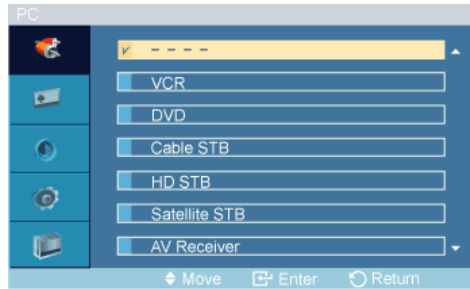 PC
✓ - - - -
VCR
DVD
Cable STB
HD STB
Satellite STB
AV Receiver
Move Enter Return